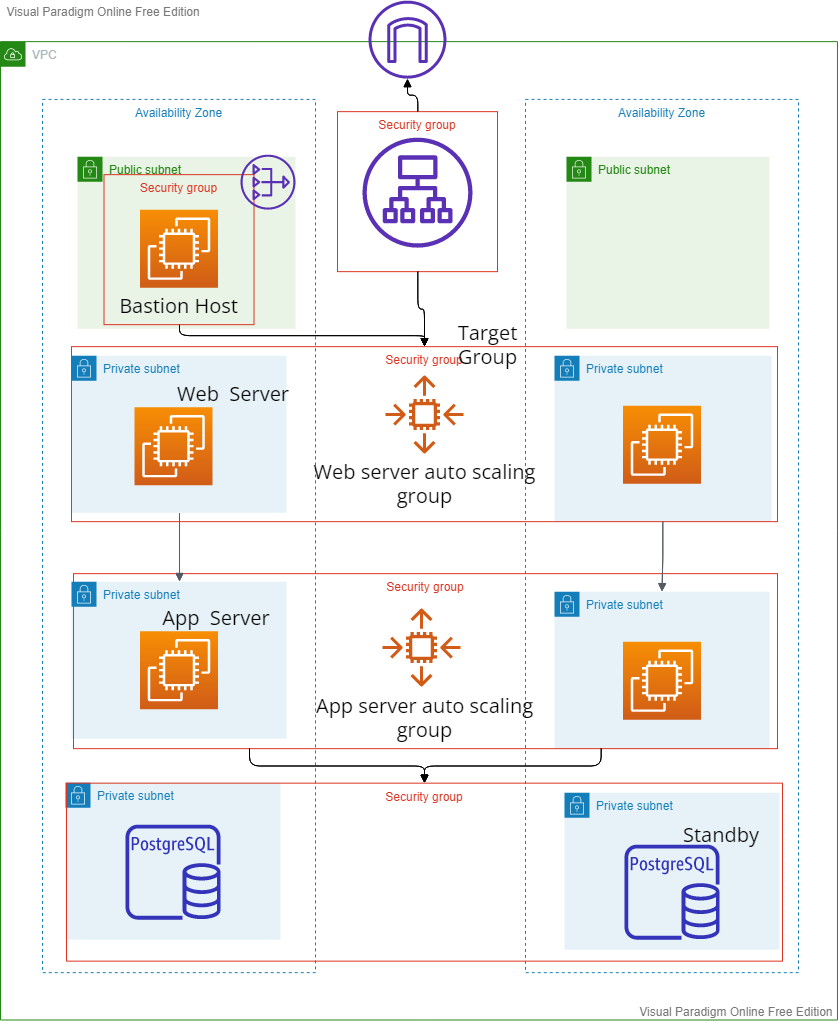 Visual Paradigm Online Free Edition
VPC
Availability Zone
Security group
Availability Zone
Public subnet
Security group
Bastion Host
Public subnet
Target
Group
Private subnet
Web Server
Security group
Web server auto scaling
group
Private subnet
Private subnet
App Server
Security group
App server auto scaling
group
Private subnet
Private subnet
PostgreSQL
Security group
Private subnet
Standby
PostgreSQL
Visual Paradigm Online Free Edition